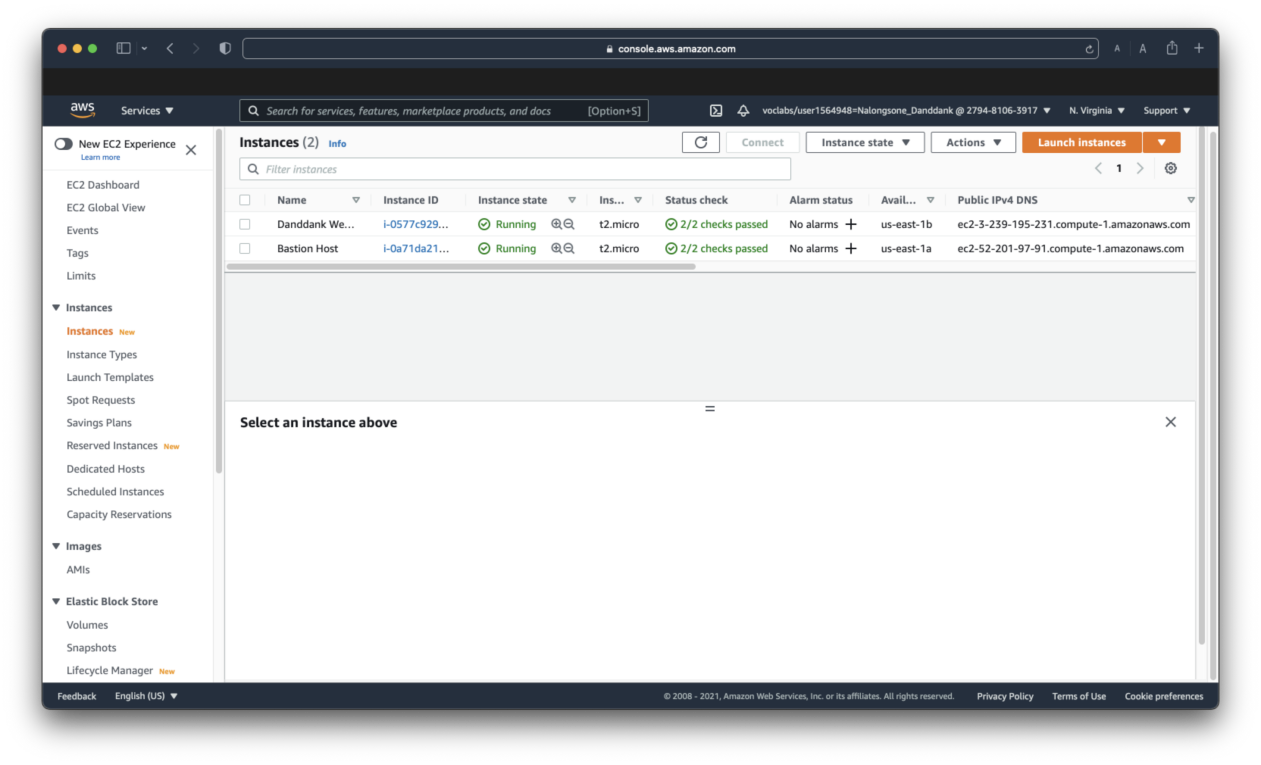 console.aws.amazon.com
A A
aws
Services
Search for services, features, marketplace products, and docs [Option+S]
voclabs/user1564948=Nalongsone_Danddank @ 2794-8106-3917
N. Virginia
Support
New EC2 Experience
Learn more
EC2 Dashboard
EC2 Global View
Events
Tags
Limits
Instances
Instances New
Instance Types
Launch Templates
Spot Requests
Savings Plans
Reserved Instances New
Dedicated Hosts
Scheduled Instances
Capacity Reservations
Images
AMIs
Elastic Block Store
Volumes
Snapshots
Lifecycle Manager New
Instances (2) Info
Connect
Instance state
Actions
Launch instances
Filter instances
1
Name Instance ID Instance state Ins... Status check Alarm status Avail... Public IPv4 DNS
Danddank We... i-0577c929... Running t2.micro 2/2 checks passed No alarms us-east-1b ec2-3-239-195-231.compute-1.amazonaws.com
Bastion Host i-0a71da21... Running t2.micro 2/2 checks passed No alarms us-east-1a ec2-52-201-97-91.compute-1.amazonaws.com
Select an instance above
Feedback English (US) © 2008 - 2021, Amazon Web Services, Inc. or its affiliates. All rights reserved. Privacy Policy Terms of Use Cookie preferences